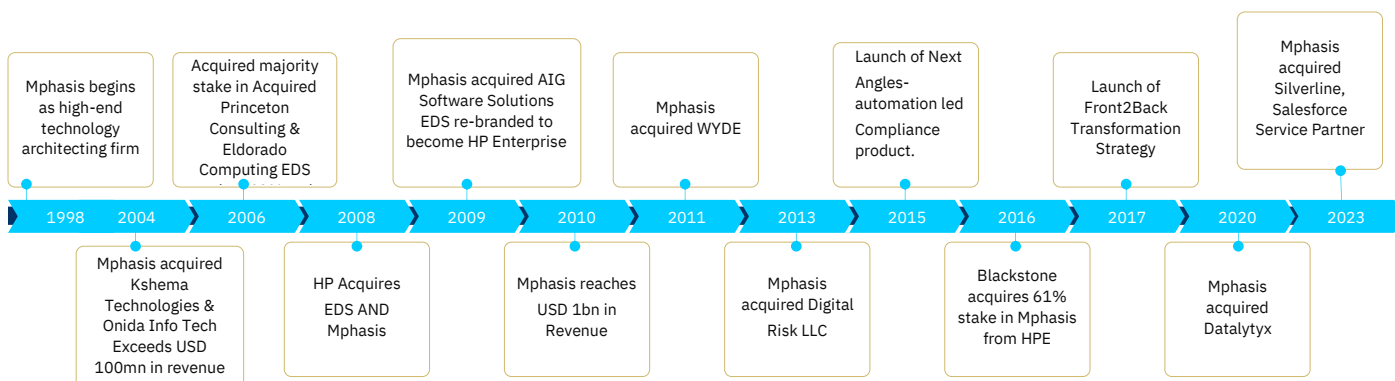 Mphasis begins
as high-end
technology
architecting firm
Acquired majority
stake in Acquired
Princeton
Consulting &
Eldorado
Computing EDS
Mphasis acquired AIG
Software Solutions
EDS re-branded to
become HP Enterprise
Mphasis
acquired WYDE
Launch of Next
Angles-
automation led
Compliance
product.
Launch of
Front2Back
Transformation
Strategy
Mphasis
acquired
Silverline,
Salesforce
Service Partner
1998 2004 2006 2008 2009 2010 2011 2013 2015 2016 2017 2020 2023
Mphasis acquired
Kshema
Technologies &
Onida Info Tech
Exceeds USD
100mn in revenue
HP Acquires
EDS AND
Mphasis
Mphasis reaches
USD 1bn in
Revenue
Mphasis
acquired Digital
Risk LLC
Blackstone
acquires 61%
stake in Mphasis
from HPE
Mphasis
acquired
Datalytyx